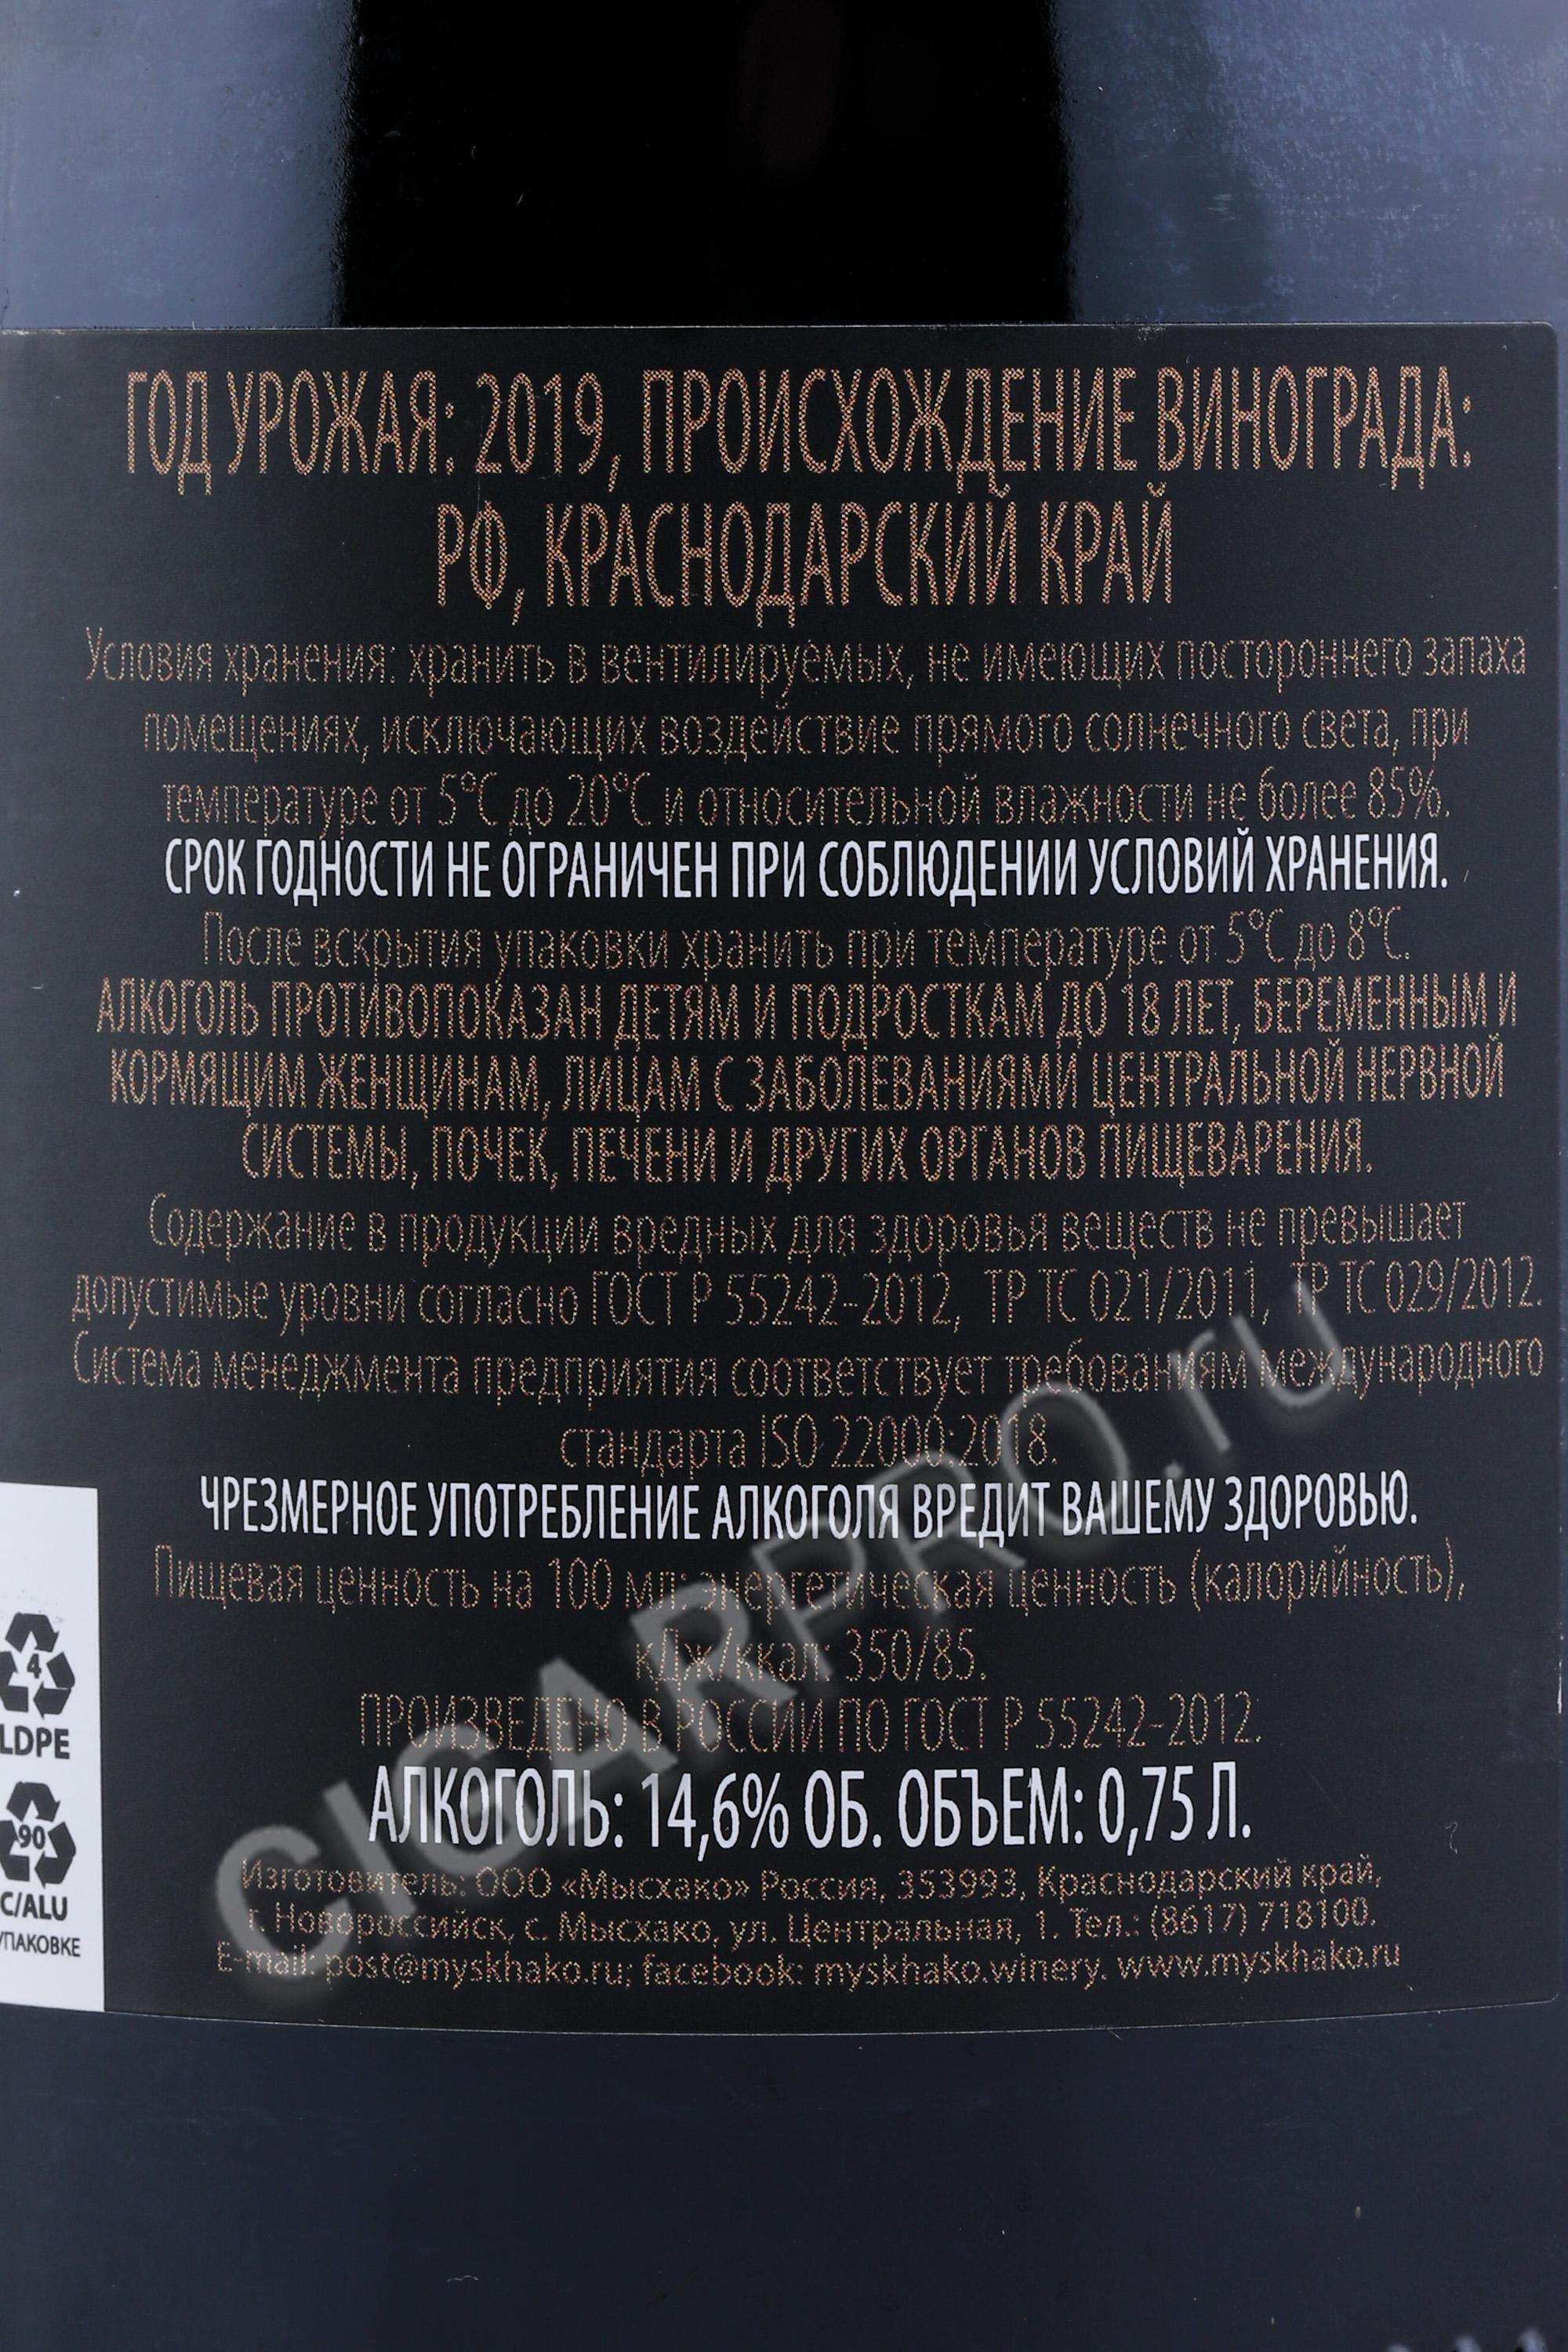 ГОД УРОЖАЯ: 2019, ПРОИСХОЖДЕНИЕ ВИНОГРАДА:
РФ, КРАСНОДАРСКИЙ КРАЙ
Условия хранения: хранить в вентилируемых, не имеющих постороннего запаха
помещениях, исключающих воздействие прямого солнечного света, при
температуре от 5°С до 20°С и относительной влажности не более 85%.
СРОК ГОДНОСТИ НЕ ОГРАНИЧЕН ПРИ СОБЛЮДЕНИИ УСЛОВИЙ ХРАНЕНИЯ.
После вскрытия упаковки хранить при температуре от 5°С до 8°С.
АЛКОГОЛЬ ПРОТИВОПОКАЗАН ДЕТЯМ И ПОДРОСТКАМ ДО 18 ЛЕТ, БЕРЕМЕННЫМ И
КОРМЯЩИМ ЖЕНЩИНАМ, ЛИЦАМ С ЗАБОЛЕВАНИЯМИ ЦЕНТРАЛЬНОЙ НЕРВНОЙ
СИСТЕМЫ, ПОЧЕК, ПЕЧЕНИ И ДРУГИХ ОРГАНОВ ПИЩЕВАРЕНИЯ.
Содержание в продукции вредных для здоровья веществ не превышает
допустимые уровни согласно ГОСТ Р 55242-2012, ТР ТС 021/2011, ТР ТС 029/2012.
Система менеджмента предприятия соответствует требованиям международного
стандарта ISO 22000:2018.
ЧРЕЗМЕРНОЕ УПОТРЕБЛЕНИЕ АЛКОГОЛЯ ВРЕДИТ ВАШЕМУ ЗДОРОВЬЮ.
Пищевая ценность на 100 мл: энергетическая ценность (калорийность),
кДж/ккал: 350/85.
ПРОИЗВЕДЕНО В РОССИИ ПО ГОСТ Р 55242-2012.
АЛКОГОЛЬ: 14,6% ОБ. ОБЪЕМ: 0,75 Л.
Изготовитель: ООО «Мысхако» Россия, 353993, Краснодарский край,
г. Новороссийск, с. Мысхако, ул. Центральная, 1. Тел.: (8617) 718100.
E-mail: post@myskhako.ru; facebook: myskhako.winery. www.myskhako.ru
4
LDPE
90
C/ALU
УПАКОВКЕ
CIGARPRO.ru